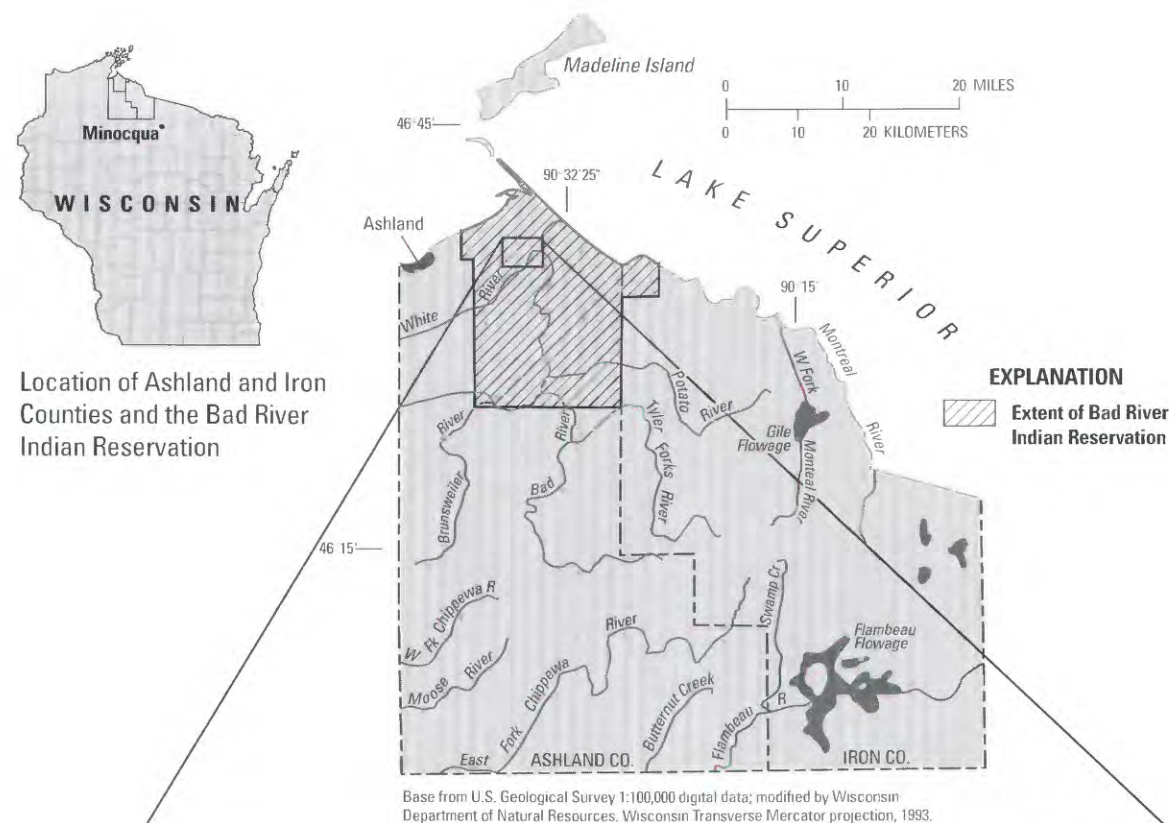 Madeline Island
0 10 20 MILES
0 10 20 KILOMETERS
Minocqua
WISCONSIN
Location of Ashland and Iron
Counties and the Bad River
Indian Reservation
46°45'
90°32'25"
LAKE SUPERIOR
Ashland
90°15'
White River
Montreal River
W Fork Monteal River
Gile
Flowage
EXPLANATION
Extent of Bad River
Indian Reservation
Potato River
Tyler Forks River
Brunsweiler River
Bad River
46 15'
W Fk Chippewa R
Moose River
East Fork Chippewa River
Swamp Cr
Butternut Creek
Flambeau R
Flambeau
Flowage
ASHLAND CO.
IRON CO.
Base from U.S. Geological Survey 1:100,000 digital data; modified by Wisconsin
Department of Natural Resources. Wisconsin Transverse Mercator projection, 1993.